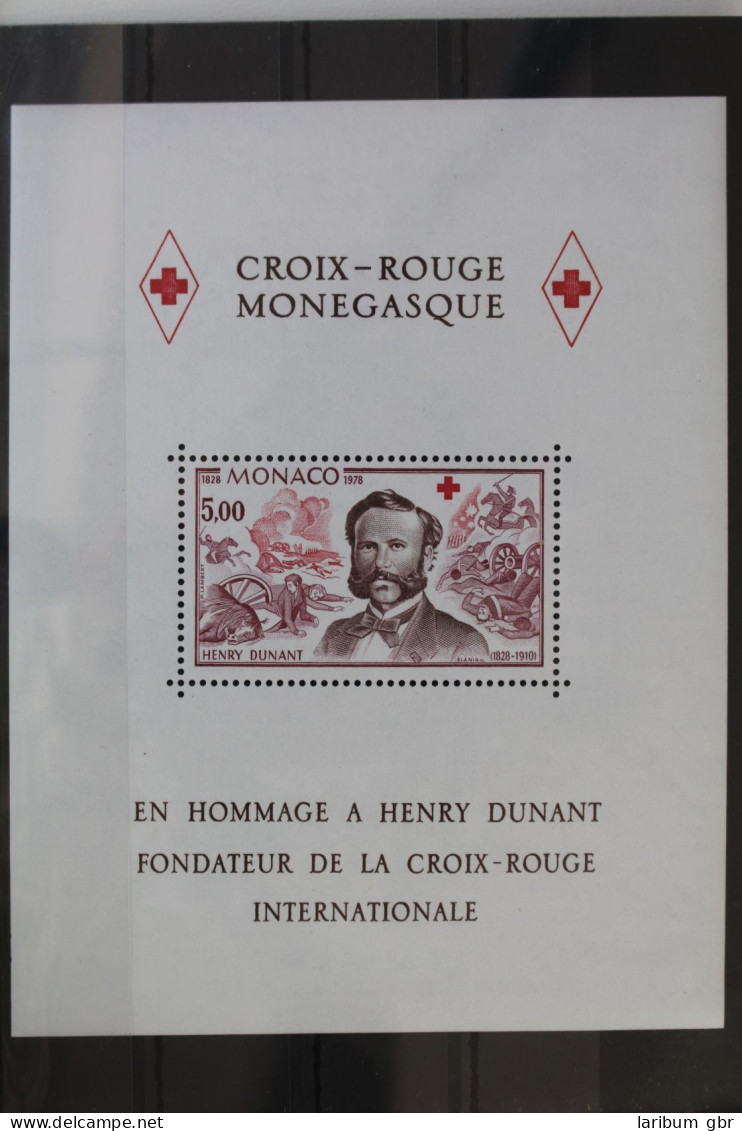 CROIX-ROUGE
MONEGASQUE
1828 MONACO 1978
5,00
P. LAMBERT
HENRY DUNANT
(1828-1910)
EN HOMMAGE A HENRY DUNANT
FONDATEUR DE LA CROIX-ROUGE
INTERNATIONALE
www.delcampe.net
laribum gbr